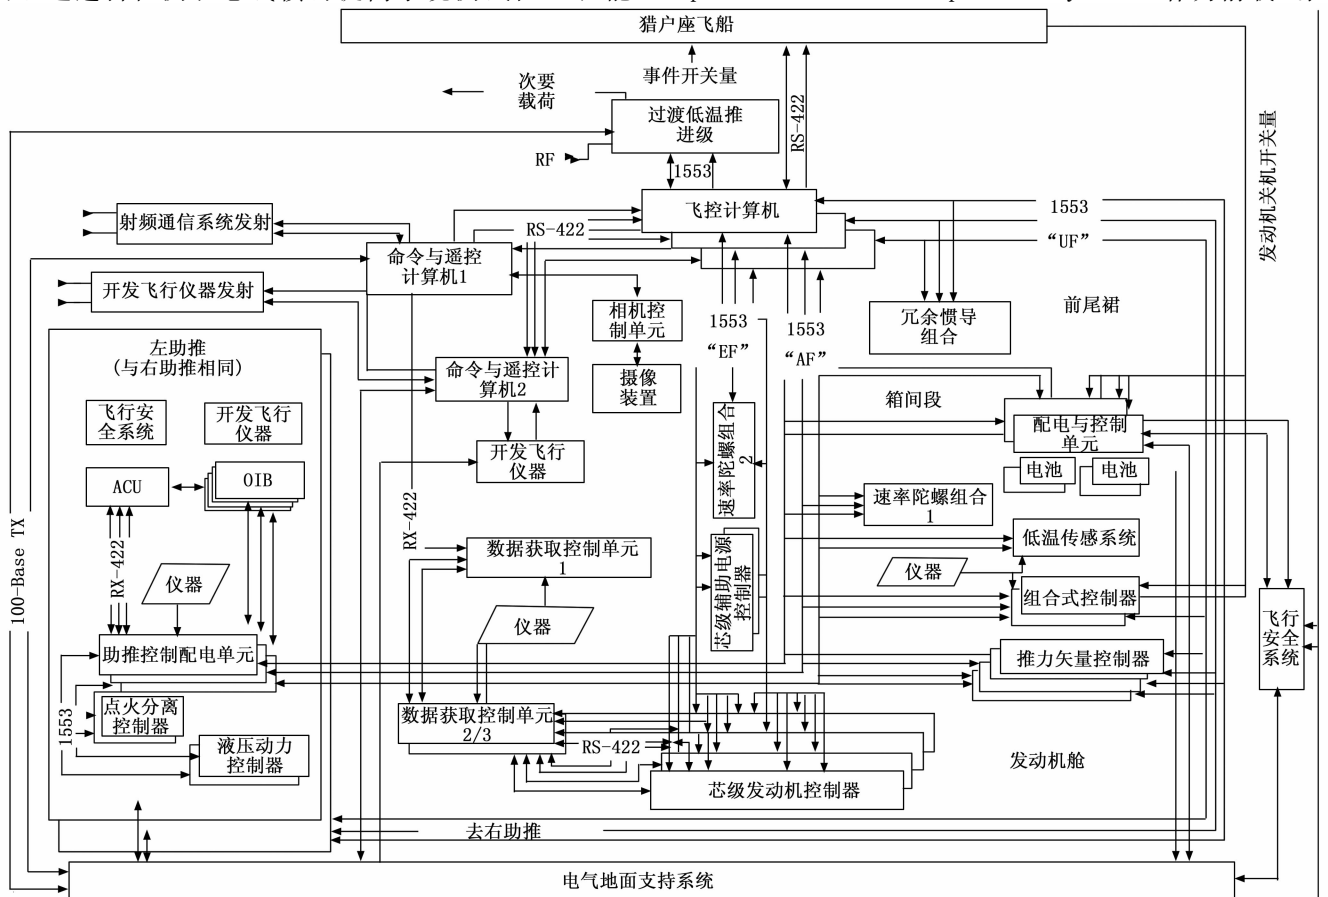 猎户座飞船
事件开关量
次要
载荷
过渡低温推
进级
RF
RS-422
1553
发动机关机开关量
射频通信系统发射
飞控计算机
1553
RS-422
“UF”
命令与遥控
计算机1
开发飞行仪器发射
相机控
制单元
1553
“EF”
1553
“AF”
冗余惯导
组合
前尾裙
左助推
(与右助推相同)
命令与遥控计
算机2
摄像
装置
飞行安
全系统
开发飞行
仪器
速率陀螺组合
2
箱间段
配电与控制
单元
开发飞行
仪器
电池
电池
ACU
OIB
RX-422
速率陀螺组合
1
100-Base TX
RX-422
仪器
数据获取控制单元
1
芯级辅助电源
控制器
低温传感系统
仪器
组合式控制器
仪器
飞行
安全
系统
助推控制配电单元
推力矢量控制器
1553
点火分离
控制器
数据获取控制单元
2/3
液压动力
控制器
RS-422
发动机舱
芯级发动机控制器
去右助推
电气地面支持系统